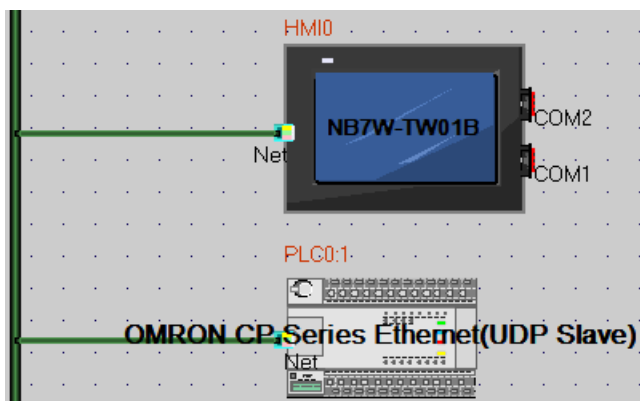 HMI0
NB7W-TW01B
COM2
Net
COM1
PLC0:1
OMRON CP Series Ethernet(UDP Slave)
Net